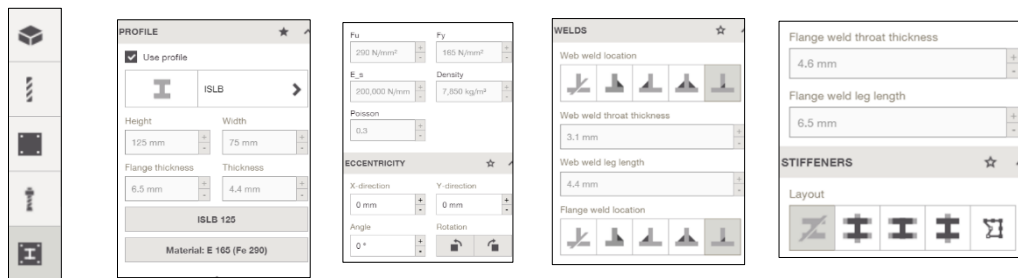 PROFILE
Use profile
ISLB
Height Width
125 mm 75 mm
Flange thickness Thickness
6.5 mm 4.4 mm
ISLB 125
Material: E 165 (Fe 290)
Fu Fy
290 N/mm² 165 N/mm²
E_s Density
200,000 N/mm 7,850 kg/m³
Poisson
0.3
ECCENTRICITY
X-direction Y-direction
0 mm 0 mm
Angle Rotation
0 °
WELDS
Web weld location
Web weld throat thickness
3.1 mm
Web weld leg length
4.4 mm
Flange weld location
Flange weld throat thickness
4.6 mm
Flange weld leg length
6.5 mm
STIFFENERS
Layout